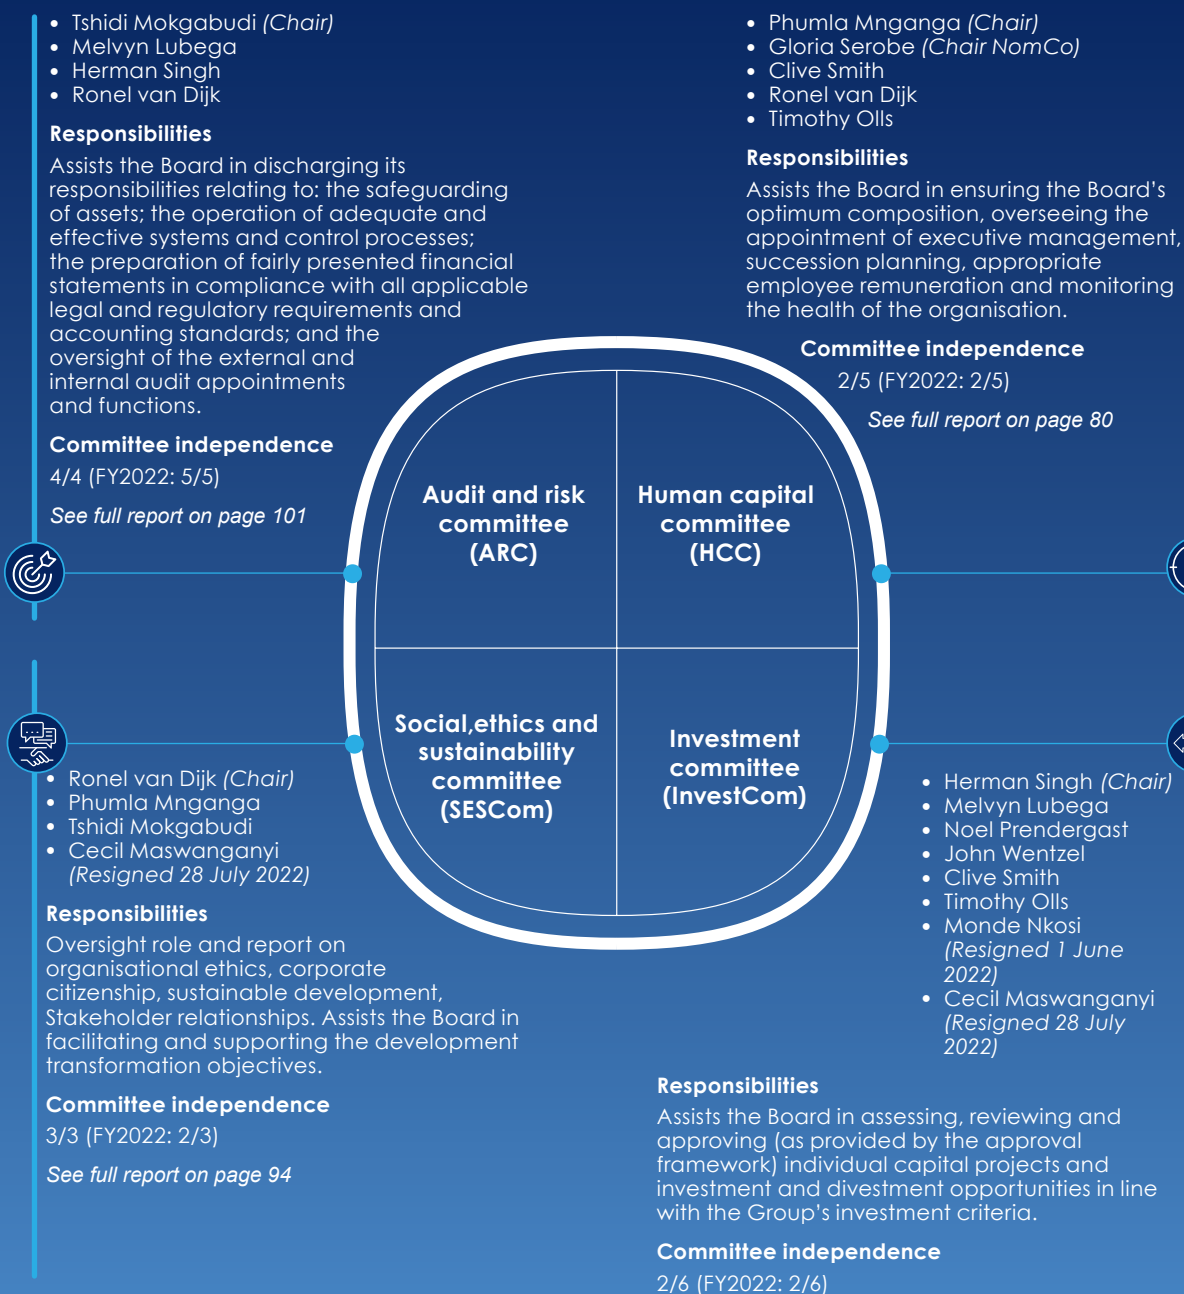 • Tshidi Mokgabudi (Chair)
• Melvyn Lubega
• Herman Singh
• Ronel van Dijk
Responsibilities
Assists the Board in discharging its
responsibilities relating to: the safeguarding
of assets; the operation of adequate and
effective systems and control processes;
the preparation of fairly presented financial
statements in compliance with all applicable
legal and regulatory requirements and
accounting standards; and the
oversight of the external and
internal audit appointments
and functions.
Committee independence
4/4 (FY2022: 5/5)
See full report on page 101
• Phumla Mnganga (Chair)
• Gloria Serobe (Chair NomCo)
• Clive Smith
• Ronel van Dijk
• Timothy Olls
Responsibilities
Assists the Board in ensuring the Board's
optimum composition, overseeing the
appointment of executive management,
succession planning, appropriate
employee remuneration and monitoring
the health of the organisation.
Committee independence
2/5 (FY2022: 2/5)
See full report on page 80
Audit and risk
committee
(ARC)
Human capital
committee
(HCC)
Social,ethics and
sustainability
committee
(SESCom)
Investment
committee
(InvestCom)
• Ronel van Dijk (Chair)
• Phumla Mnganga
• Tshidi Mokgabudi
• Cecil Maswanganyi
(Resigned 28 July 2022)
Responsibilities
Oversight role and report on
organisational ethics, corporate
citizenship, sustainable development,
Stakeholder relationships. Assists the Board in
facilitating and supporting the development
transformation objectives.
Committee independence
3/3 (FY2022: 2/3)
See full report on page 94
• Herman Singh (Chair)
• Melvyn Lubega
• Noel Prendergast
• John Wentzel
• Clive Smith
• Timothy Olls
• Monde Nkosi
(Resigned 1 June
2022)
• Cecil Maswanganyi
(Resigned 28 July
2022)
Responsibilities
Assists the Board in assessing, reviewing and
approving (as provided by the approval
framework) individual capital projects and
investment and divestment opportunities in line
with the Group's investment criteria.
Committee independence
2/6 (FY2022: 2/6)